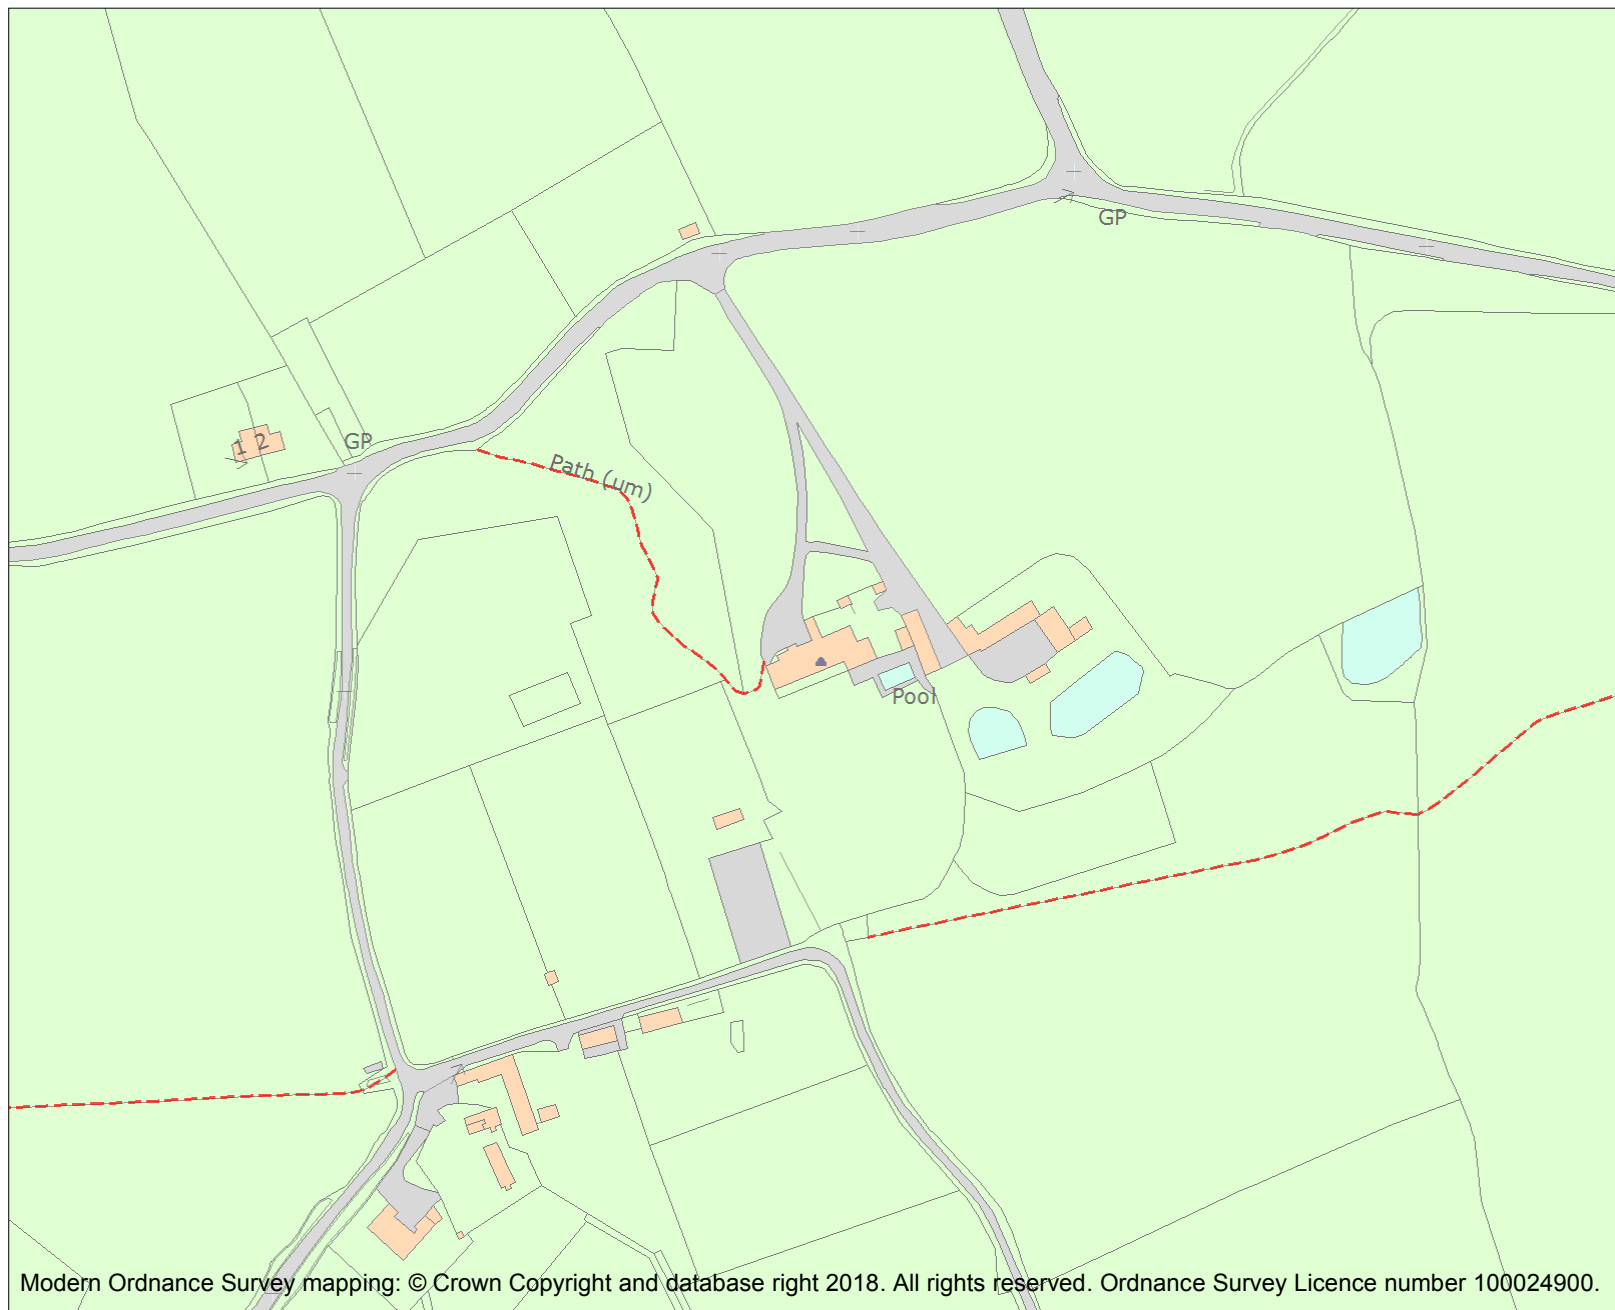 GP
GP
1 2
Path (um)
Pool
Modern Ordnance Survey mapping: © Crown Copyright and database right 2018. All rights reserved. Ordnance Survey Licence number 100024900.